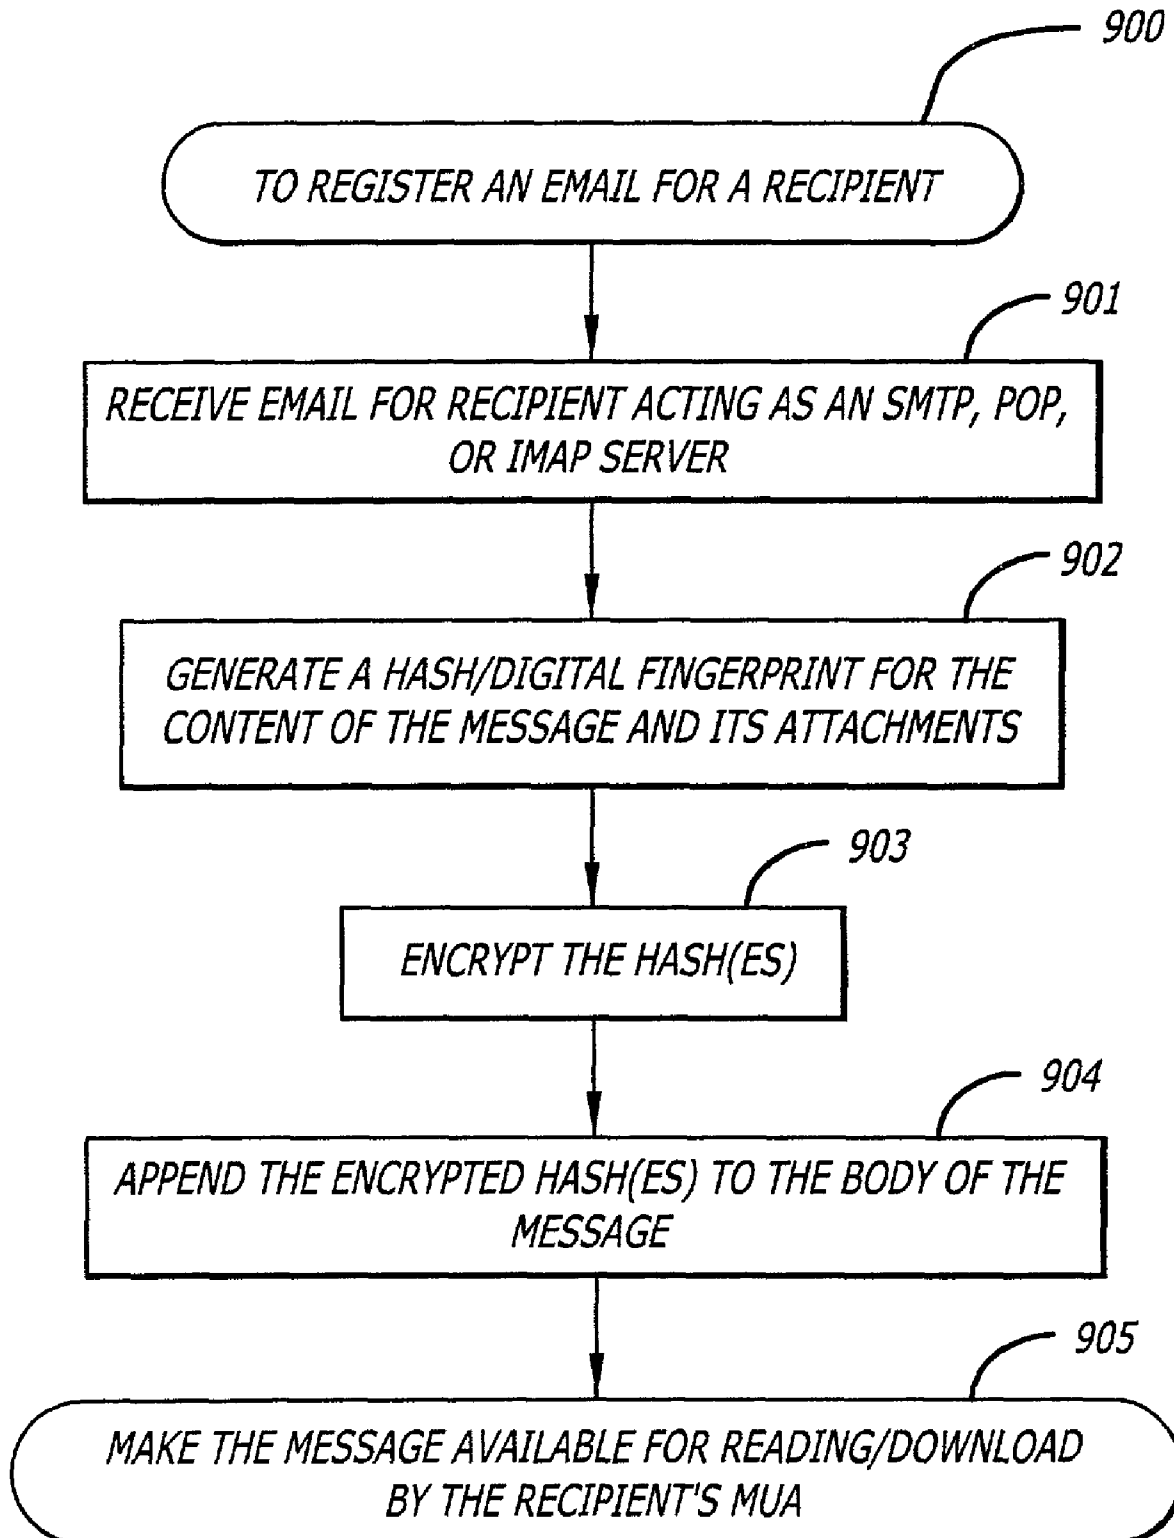 900
TO REGISTER AN EMAIL FOR A RECIPIENT
901
RECEIVE EMAIL FOR RECIPIENT ACTING AS AN SMTP, POP,
OR IMAP SERVER
902
GENERATE A HASH/DIGITAL FINGERPRINT FOR THE
CONTENT OF THE MESSAGE AND ITS ATTACHMENTS
903
ENCRYPT THE HASH(ES)
904
APPEND THE ENCRYPTED HASH(ES) TO THE BODY OF THE
MESSAGE
905
MAKE THE MESSAGE AVAILABLE FOR READING/DOWNLOAD
BY THE RECIPIENT'S MUA